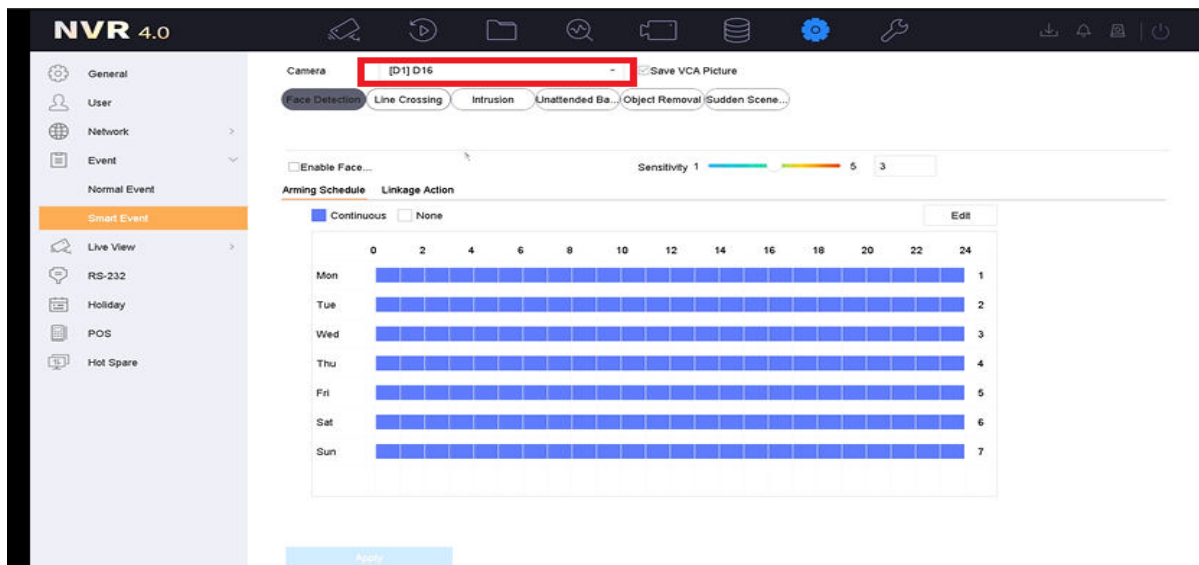 NVR 4.0
General
User
Network
Event
Normal Event
Smart Event
Live View
RS-232
Holiday
POS
Hot Spare
Camera [D1] D16 Save VCA Picture
Face Detection Line Crossing Intrusion Unattended Ba... Object Removal Sudden Scene...
Enable Face... Sensitivity 1 5 3
Arming Schedule Linkage Action
Continuous None Edit
0 2 4 6 8 10 12 14 16 18 20 22 24
Mon 1
Tue 2
Wed 3
Thu 4
Fri 5
Sat 6
Sun 7
Apply